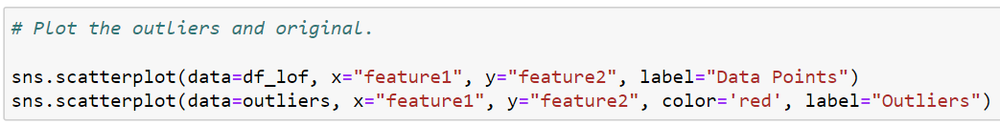 # Plot the outliers and original.
sns.scatterplot(data=df_lof, x="feature1", y="feature2", label="Data Points")
sns.scatterplot(data=outliers, x="feature1", y="feature2", color='red', label="Outliers")